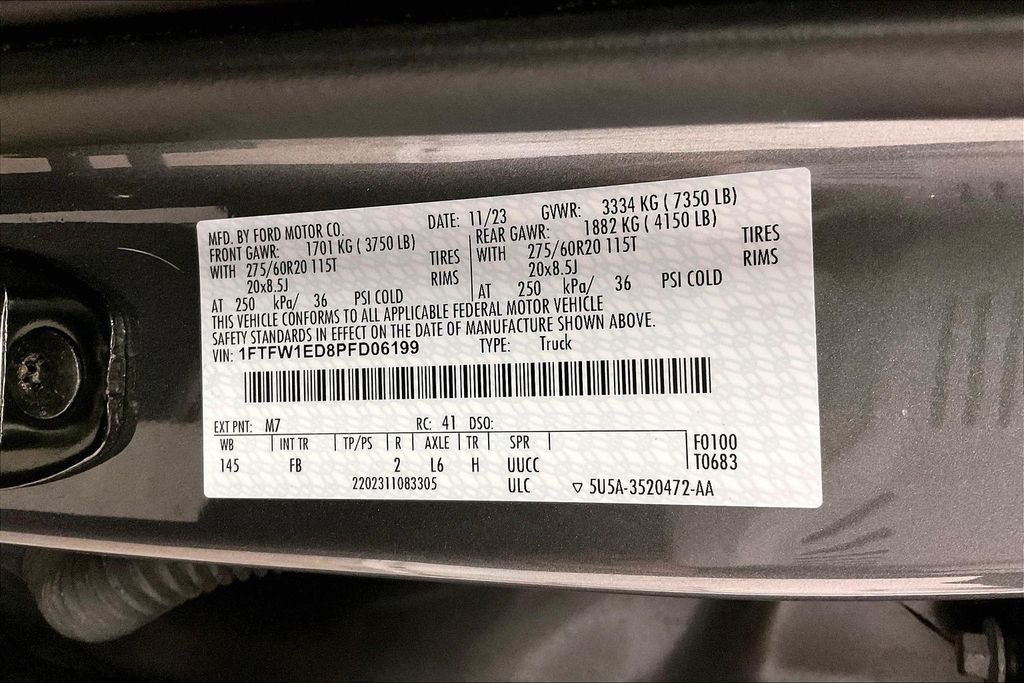 MFD. BY FORD MOTOR CO. DATE: 11/23 GVWR: 3334 KG ( 7350 LB)
FRONT GAWR: 1701 KG ( 3750 LB) REAR GAWR: 1882 KG ( 4150 LB)
WITH 275/60R20 115T TIRES WITH 275/60R20 115T TIRES
20x8.5J RIMS 20x8.5J RIMS
AT 250 kPa/ 36 PSI COLD AT 250 kPa/ 36 PSI COLD
THIS VEHICLE CONFORMS TO ALL APPLICABLE FEDERAL MOTOR VEHICLE
SAFETY STANDARDS IN EFFECT ON THE DATE OF MANUFACTURE SHOWN ABOVE.
VIN: 1FTFW1ED8PFD06199 TYPE: Truck
EXT PNT: M7 RC: 41 DSO:
WB INT TR TP/PS R AXLE TR SPR F0100
145 FB 2 L6 H UUCC T0683
2202311083305 ULC ▽ 5U5A-3520472-AA